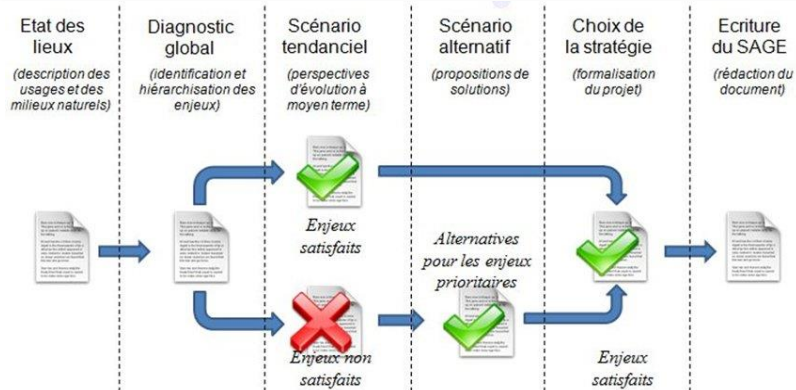 Etat des
lieux
(description des
usages et des
milieux naturels)
Diagnostic
global
(identification et
hiérarchisation des
enjeux)
Scénario
tendanciel
(perspectives
d'évolution à
moyen terme)
Scénario
alternatif
(propositions de
solutions)
Choix de
la stratégie
(formalisation
du projet)
Ecriture
du SAGE
(rédaction du
document)
Enjeux
satisfaits
Alternatives
pour les enjeux
prioritaires
Enjeux non
satisfaits
Enjeux
satisfaits